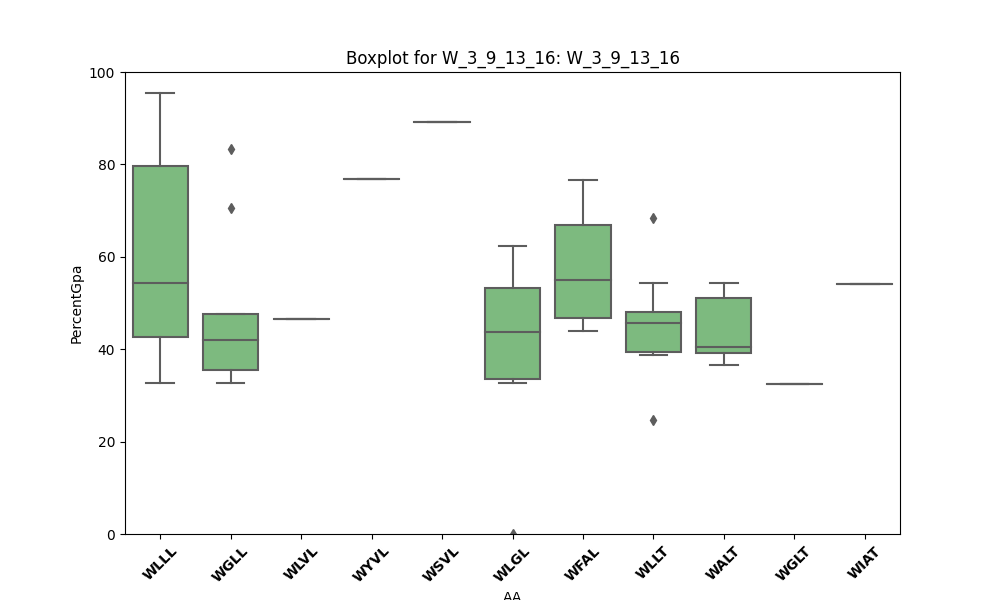 Boxplot for W_3_9_13_16: W_3_9_13_16
PercentGpa
100
80
60
40
20
0
WLLL WGLL WLVL WYVL WSVL WLGL WFAL WLLT WALT WGLT WIAT
AA